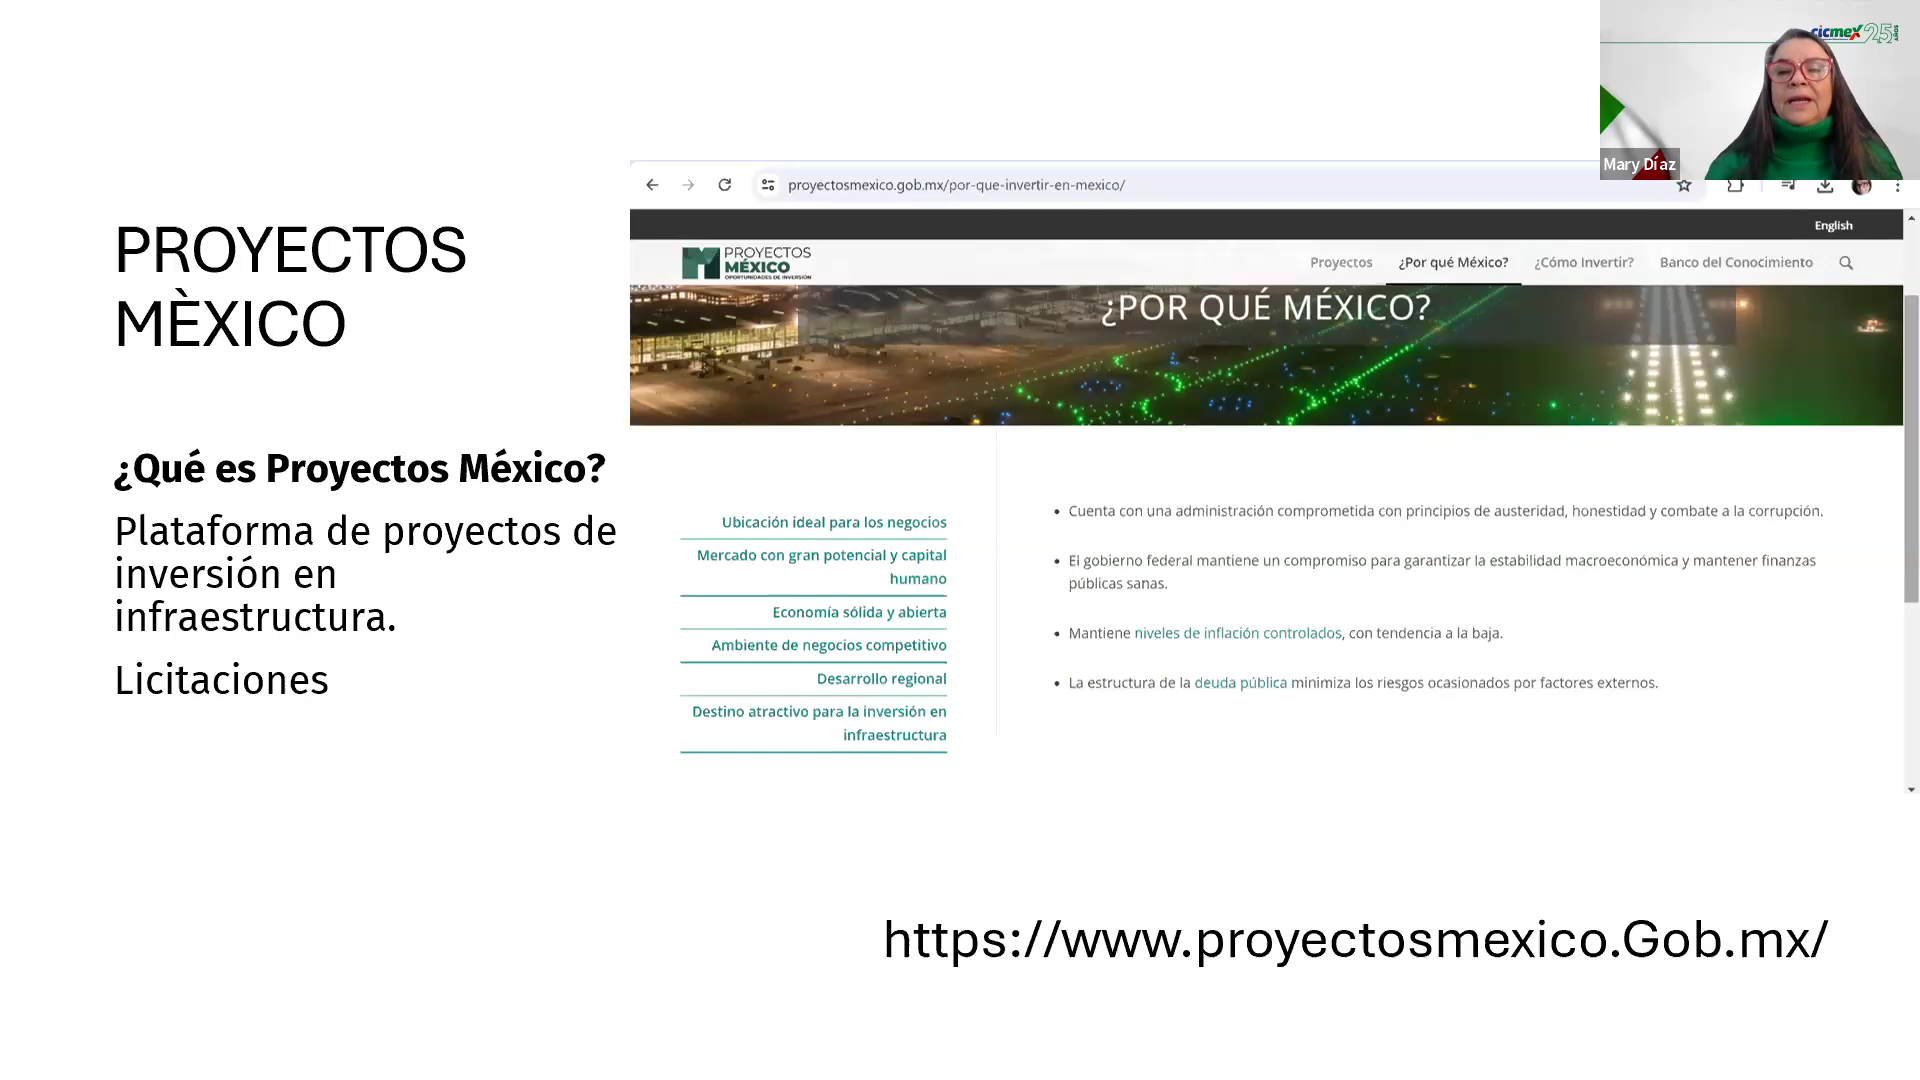 cicmex 25 AÑOS
Mary Díaz
PROYECTOS
MÈXICO
¿Qué es Proyectos México?
Plataforma de proyectos de
inversión en
infraestructura.
Licitaciones
proyectosmexico.gob.mx/por-que-invertir-en-mexico/
English
PROYECTOS
MÉXICO
OPORTUNIDADES DE INVERSIÓN
Proyectos
¿Por qué México?
¿Cómo Invertir?
Banco del Conocimiento
¿POR QUÉ MÉXICO?
Ubicación ideal para los negocios
Mercado con gran potencial y capital
humano
Economía sólida y abierta
Ambiente de negocios competitivo
Desarrollo regional
Destino atractivo para la inversión en
infraestructura
• Cuenta con una administración comprometida con principios de austeridad, honestidad y combate a la corrupción.
• El gobierno federal mantiene un compromiso para garantizar la estabilidad macroeconómica y mantener finanzas
públicas sanas.
• Mantiene niveles de inflación controlados, con tendencia a la baja.
• La estructura de la deuda pública minimiza los riesgos ocasionados por factores externos.
https://www.proyectosmexico.Gob.mx/